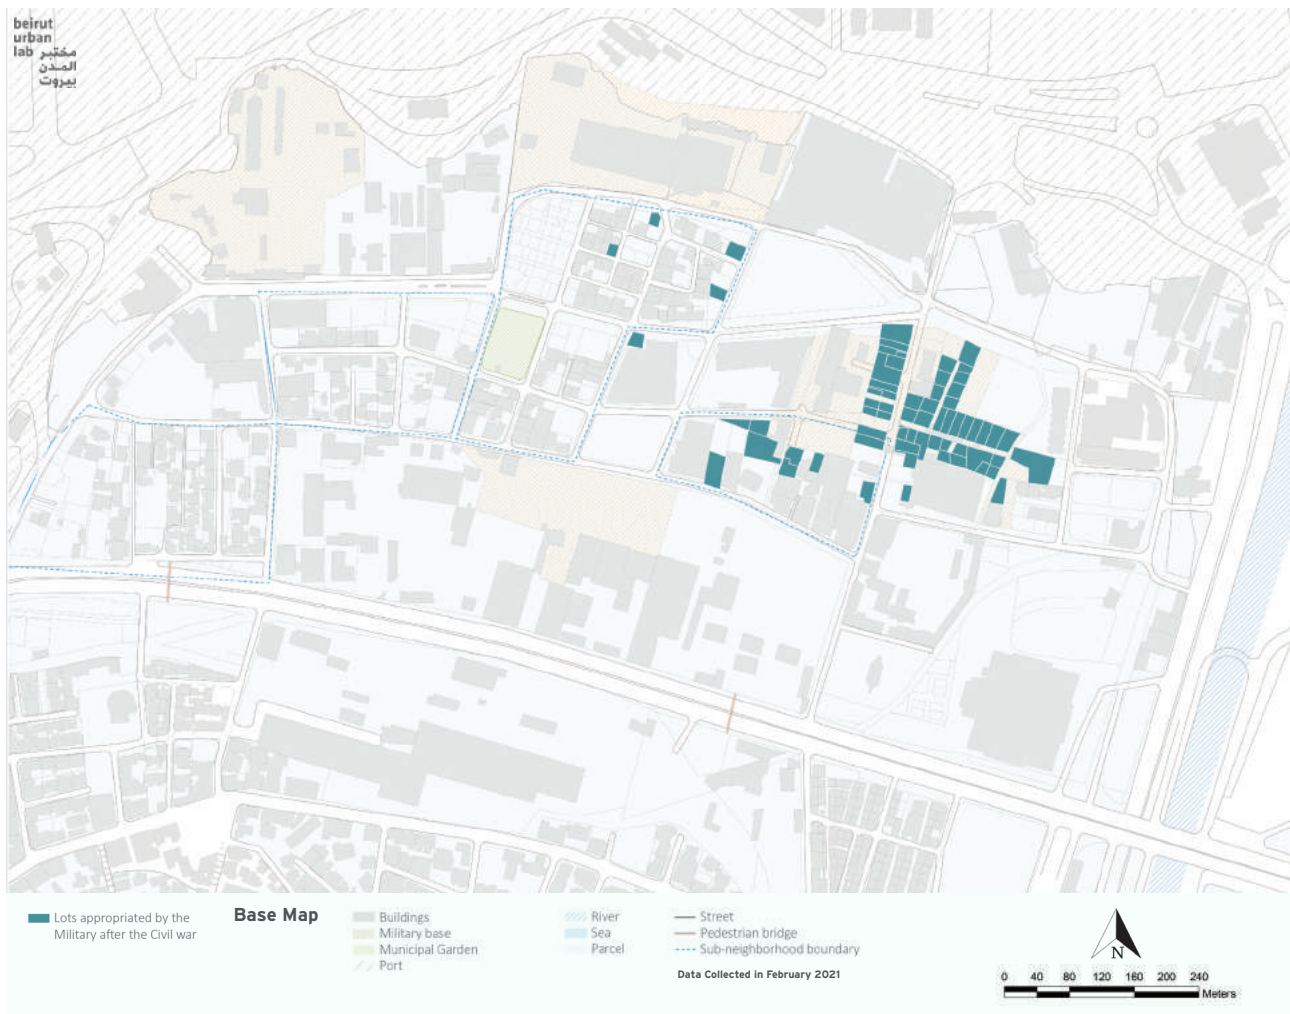 beirut
urban
lab مختبر
المدن
بيروت
Lots appropriated by the
Military after the Civil war
Base Map
Buildings
Military base
Municipal Garden
Port
River
Sea
Parcel
Street
Pedestrian bridge
Sub-neighborhood boundary
Data Collected in February 2021
N
0 40 80 120 160 200 240
Meters